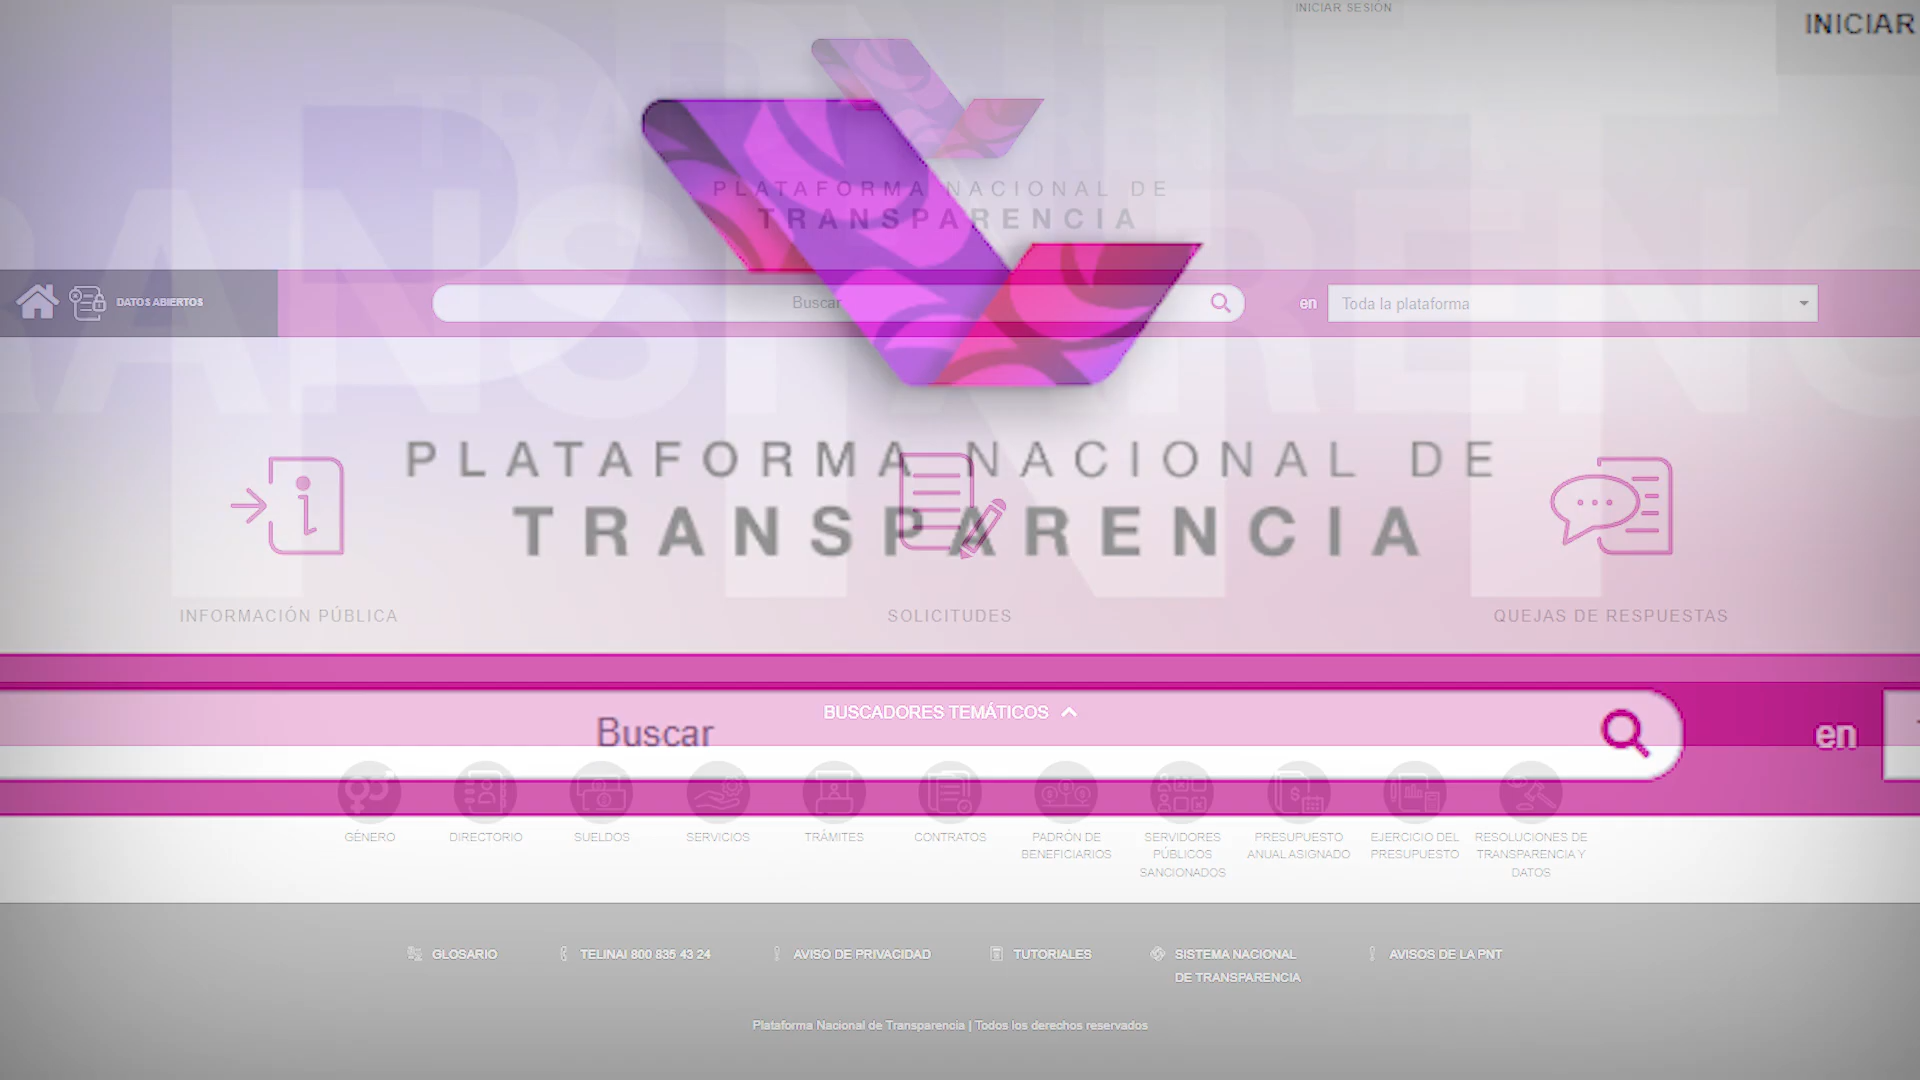 INICIAR SESIÓN
INICIAR
PLATAFORMA NACIONAL DE
TRANSPARENCIA
DATOS ABIERTOS
Buscar
en
Toda la plataforma
PLATAFORMA NACIONAL DE
TRANSPARENCIA
INFORMACIÓN PÚBLICA
SOLICITUDES
QUEJAS DE RESPUESTAS
BUSCADORES TEMÁTICOS
Buscar
en
GÉNERO
DIRECTORIO
SUELDOS
SERVICIOS
TRÁMITES
CONTRATOS
PADRÓN DE
BENEFICIARIOS
SERVIDORES
PÚBLICOS
SANCIONADOS
PRESUPUESTO
ANUAL ASIGNADO
EJERCICIO DEL
PRESUPUESTO
RESOLUCIONES DE
TRANSPARENCIA Y
DATOS
GLOSARIO
TELINAI 800 835 43 24
AVISO DE PRIVACIDAD
TUTORIALES
SISTEMA NACIONAL
DE TRANSPARENCIA
AVISOS DE LA PNT
Plataforma Nacional de Transparencia | Todos los derechos reservados